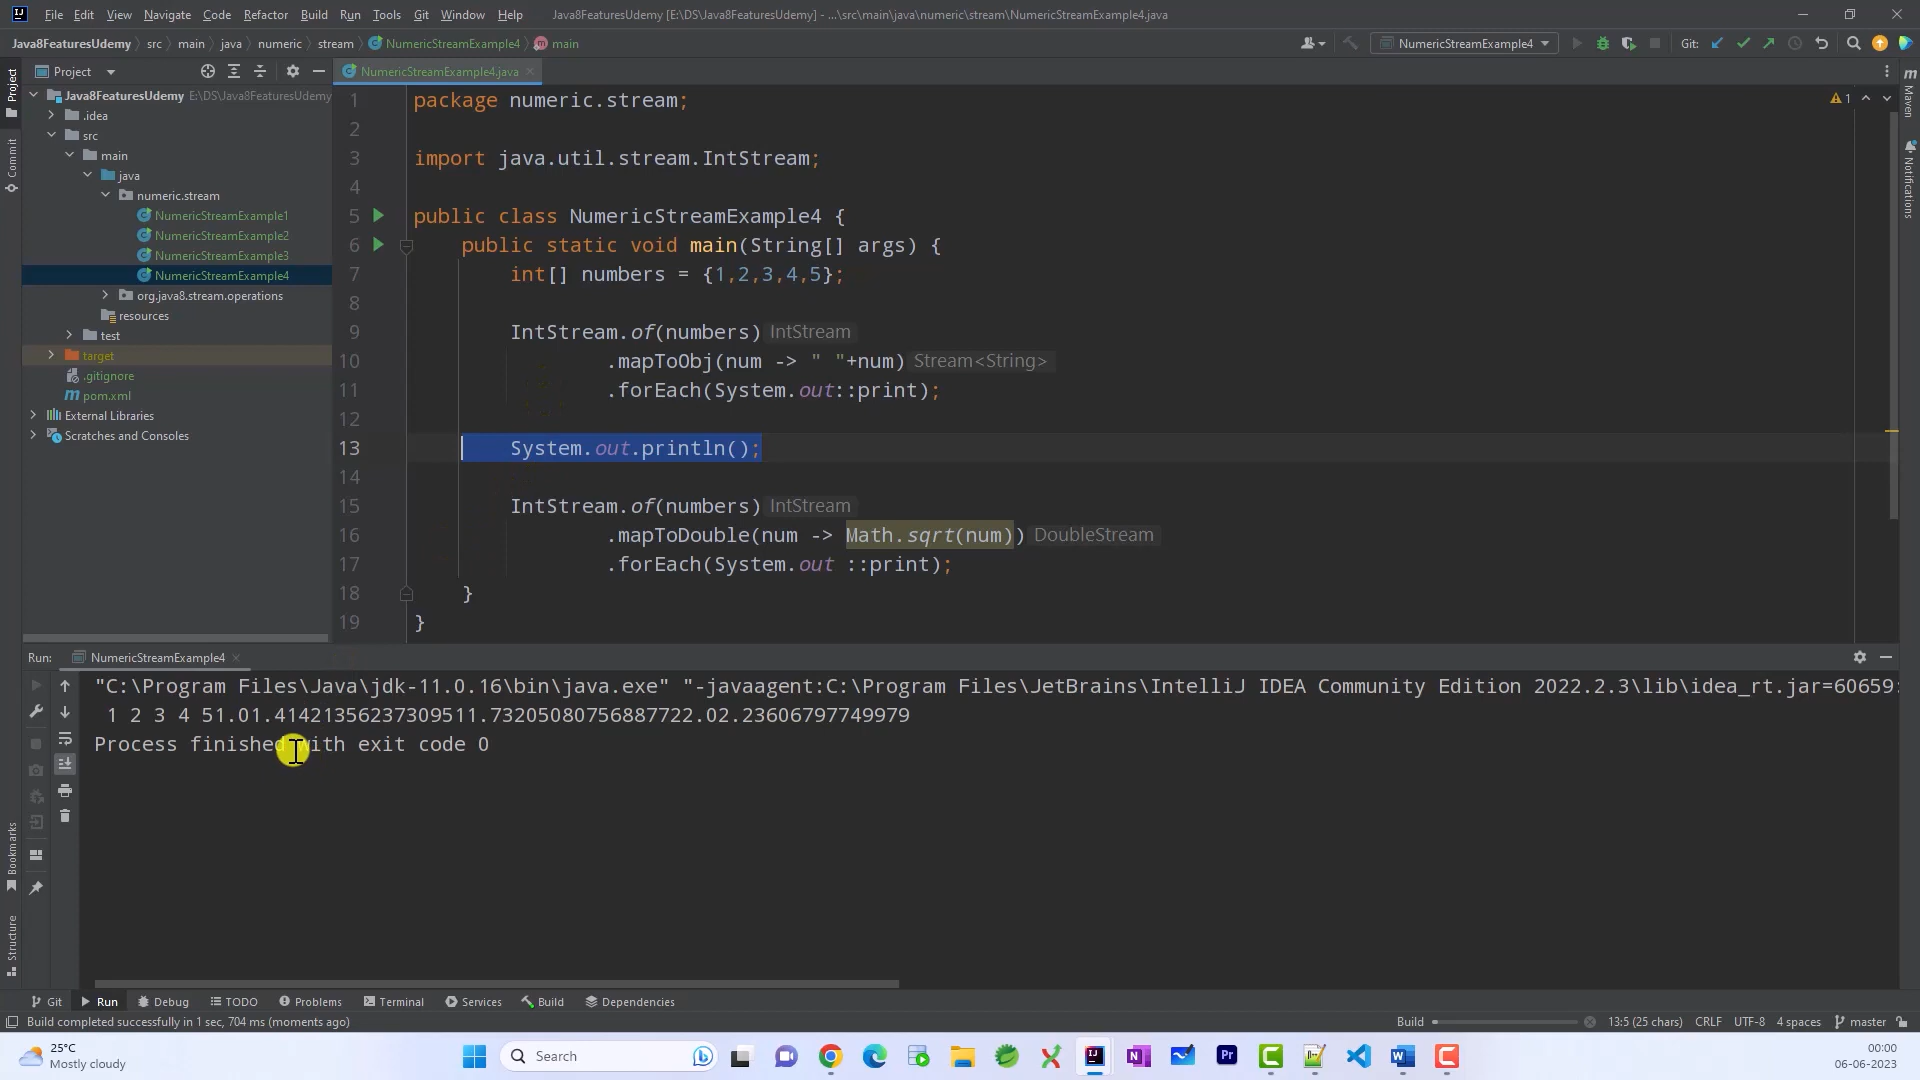 File Edit View Navigate Code Refactor Build Run Tools Git Window Help Java8FeaturesUdemy [E:\DS\Java8FeaturesUdemy] - ...\src\main\java\numeric\stream\NumericStreamExample4.java
Java8FeaturesUdemy src main java numeric stream NumericStreamExample4 main NumericStreamExample4 Git:
Project NumericStreamExample4.java
Java8FeaturesUdemy E:\DS\Java8FeaturesUdemy
.idea
src
main
java
numeric.stream
NumericStreamExample1
NumericStreamExample2
NumericStreamExample3
NumericStreamExample4
org.java8.stream.operations
resources
test
target
.gitignore
pom.xml
External Libraries
Scratches and Consoles
1 package numeric.stream;
2
3 import java.util.stream.IntStream;
4
5 public class NumericStreamExample4 {
6 public static void main(String[] args) {
7 int[] numbers = {1,2,3,4,5};
8
9 IntStream.of(numbers) IntStream
10 .mapToObj(num -> " "+num) Stream<String>
11 .forEach(System.out::print);
12
13 System.out.println();
14
15 IntStream.of(numbers) IntStream
16 .mapToDouble(num -> Math.sqrt(num)) DoubleStream
17 .forEach(System.out ::print);
18 }
19 }
1
Project
Commit
Bookmarks
Structure
Maven
Notifications
Run: NumericStreamExample4
"C:\Program Files\Java\jdk-11.0.16\bin\java.exe" "-javaagent:C:\Program Files\JetBrains\IntelliJ IDEA Community Edition 2022.2.3\lib\idea_rt.jar=60659:
1 2 3 4 51.01.41421356237309511.73205080756887722.02.23606797749979
Process finished with exit code 0
Git Run Debug TODO Problems Terminal Services Build Dependencies
Build completed successfully in 1 sec, 704 ms (moments ago) Build 13:5 (25 chars) CRLF UTF-8 4 spaces master
25°C
Mostly cloudy
Search
00:00
06-06-2023